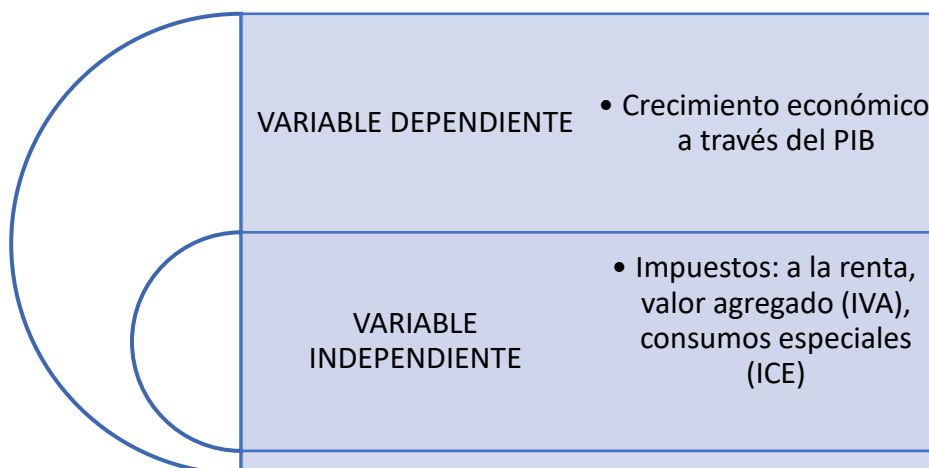 VARIABLE DEPENDIENTE
• Crecimiento económico
a través del PIB
VARIABLE
INDEPENDIENTE
• Impuestos: a la renta,
valor agregado (IVA),
consumos especiales
(ICE)